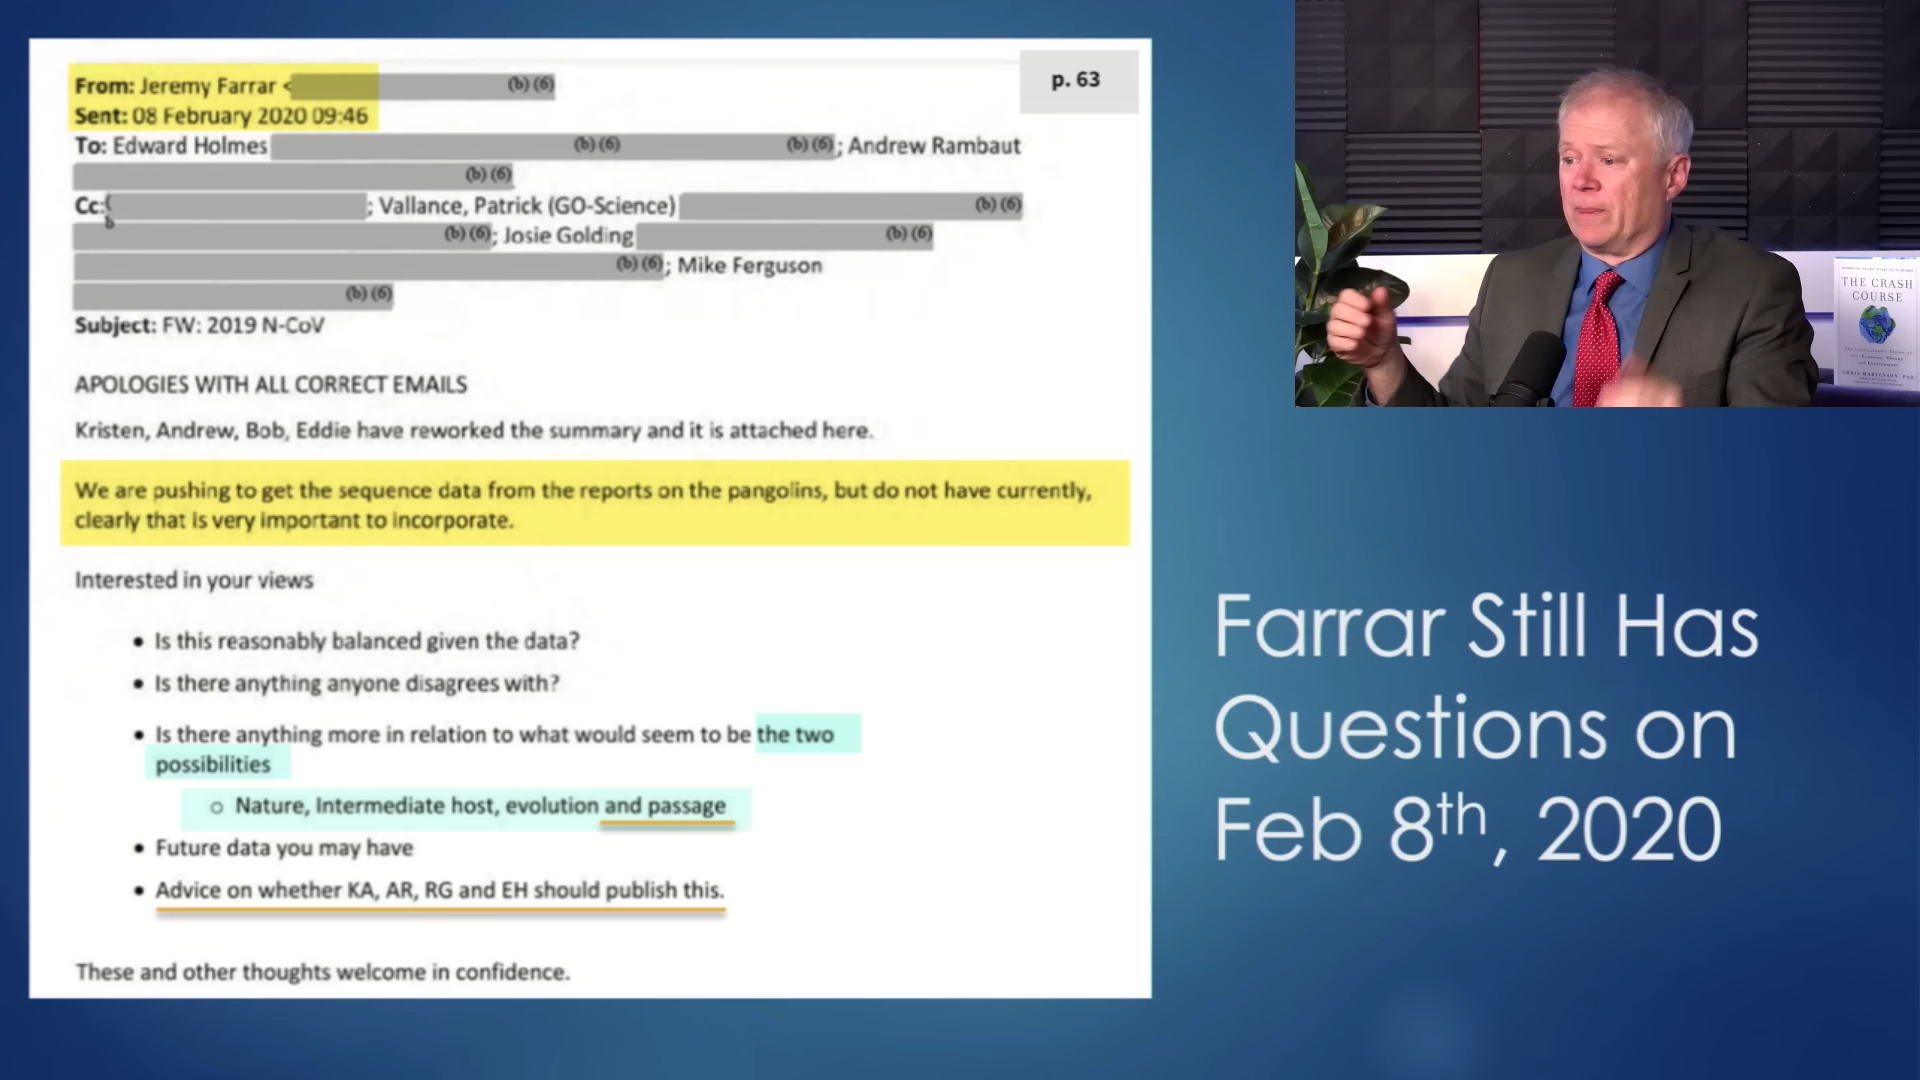 From: Jeremy Farrar < (b) (6)
p. 63
Sent: 08 February 2020 09:46
To: Edward Holmes (b) (6) (b) (6); Andrew Rambaut
(b) (6)
Cc: ; Vallance, Patrick (GO-Science) (b) (6)
(b) (6); Josie Golding (b) (6)
(b) (6); Mike Ferguson
(b) (6)
Subject: FW: 2019 N-CoV
APOLOGIES WITH ALL CORRECT EMAILS
Kristen, Andrew, Bob, Eddie have reworked the summary and it is attached here.
We are pushing to get the sequence data from the reports on the pangolins, but do not have currently,
clearly that is very important to incorporate.
Interested in your views
• Is this reasonably balanced given the data?
• Is there anything anyone disagrees with?
• Is there anything more in relation to what would seem to be the two
possibilities
o Nature, Intermediate host, evolution and passage
• Future data you may have
• Advice on whether KA, AR, RG and EH should publish this.
These and other thoughts welcome in confidence.
Farrar Still Has
Questions on
Feb 8th, 2020
THE CRASH
COURSE
CHRIS MARTENSON, PHD